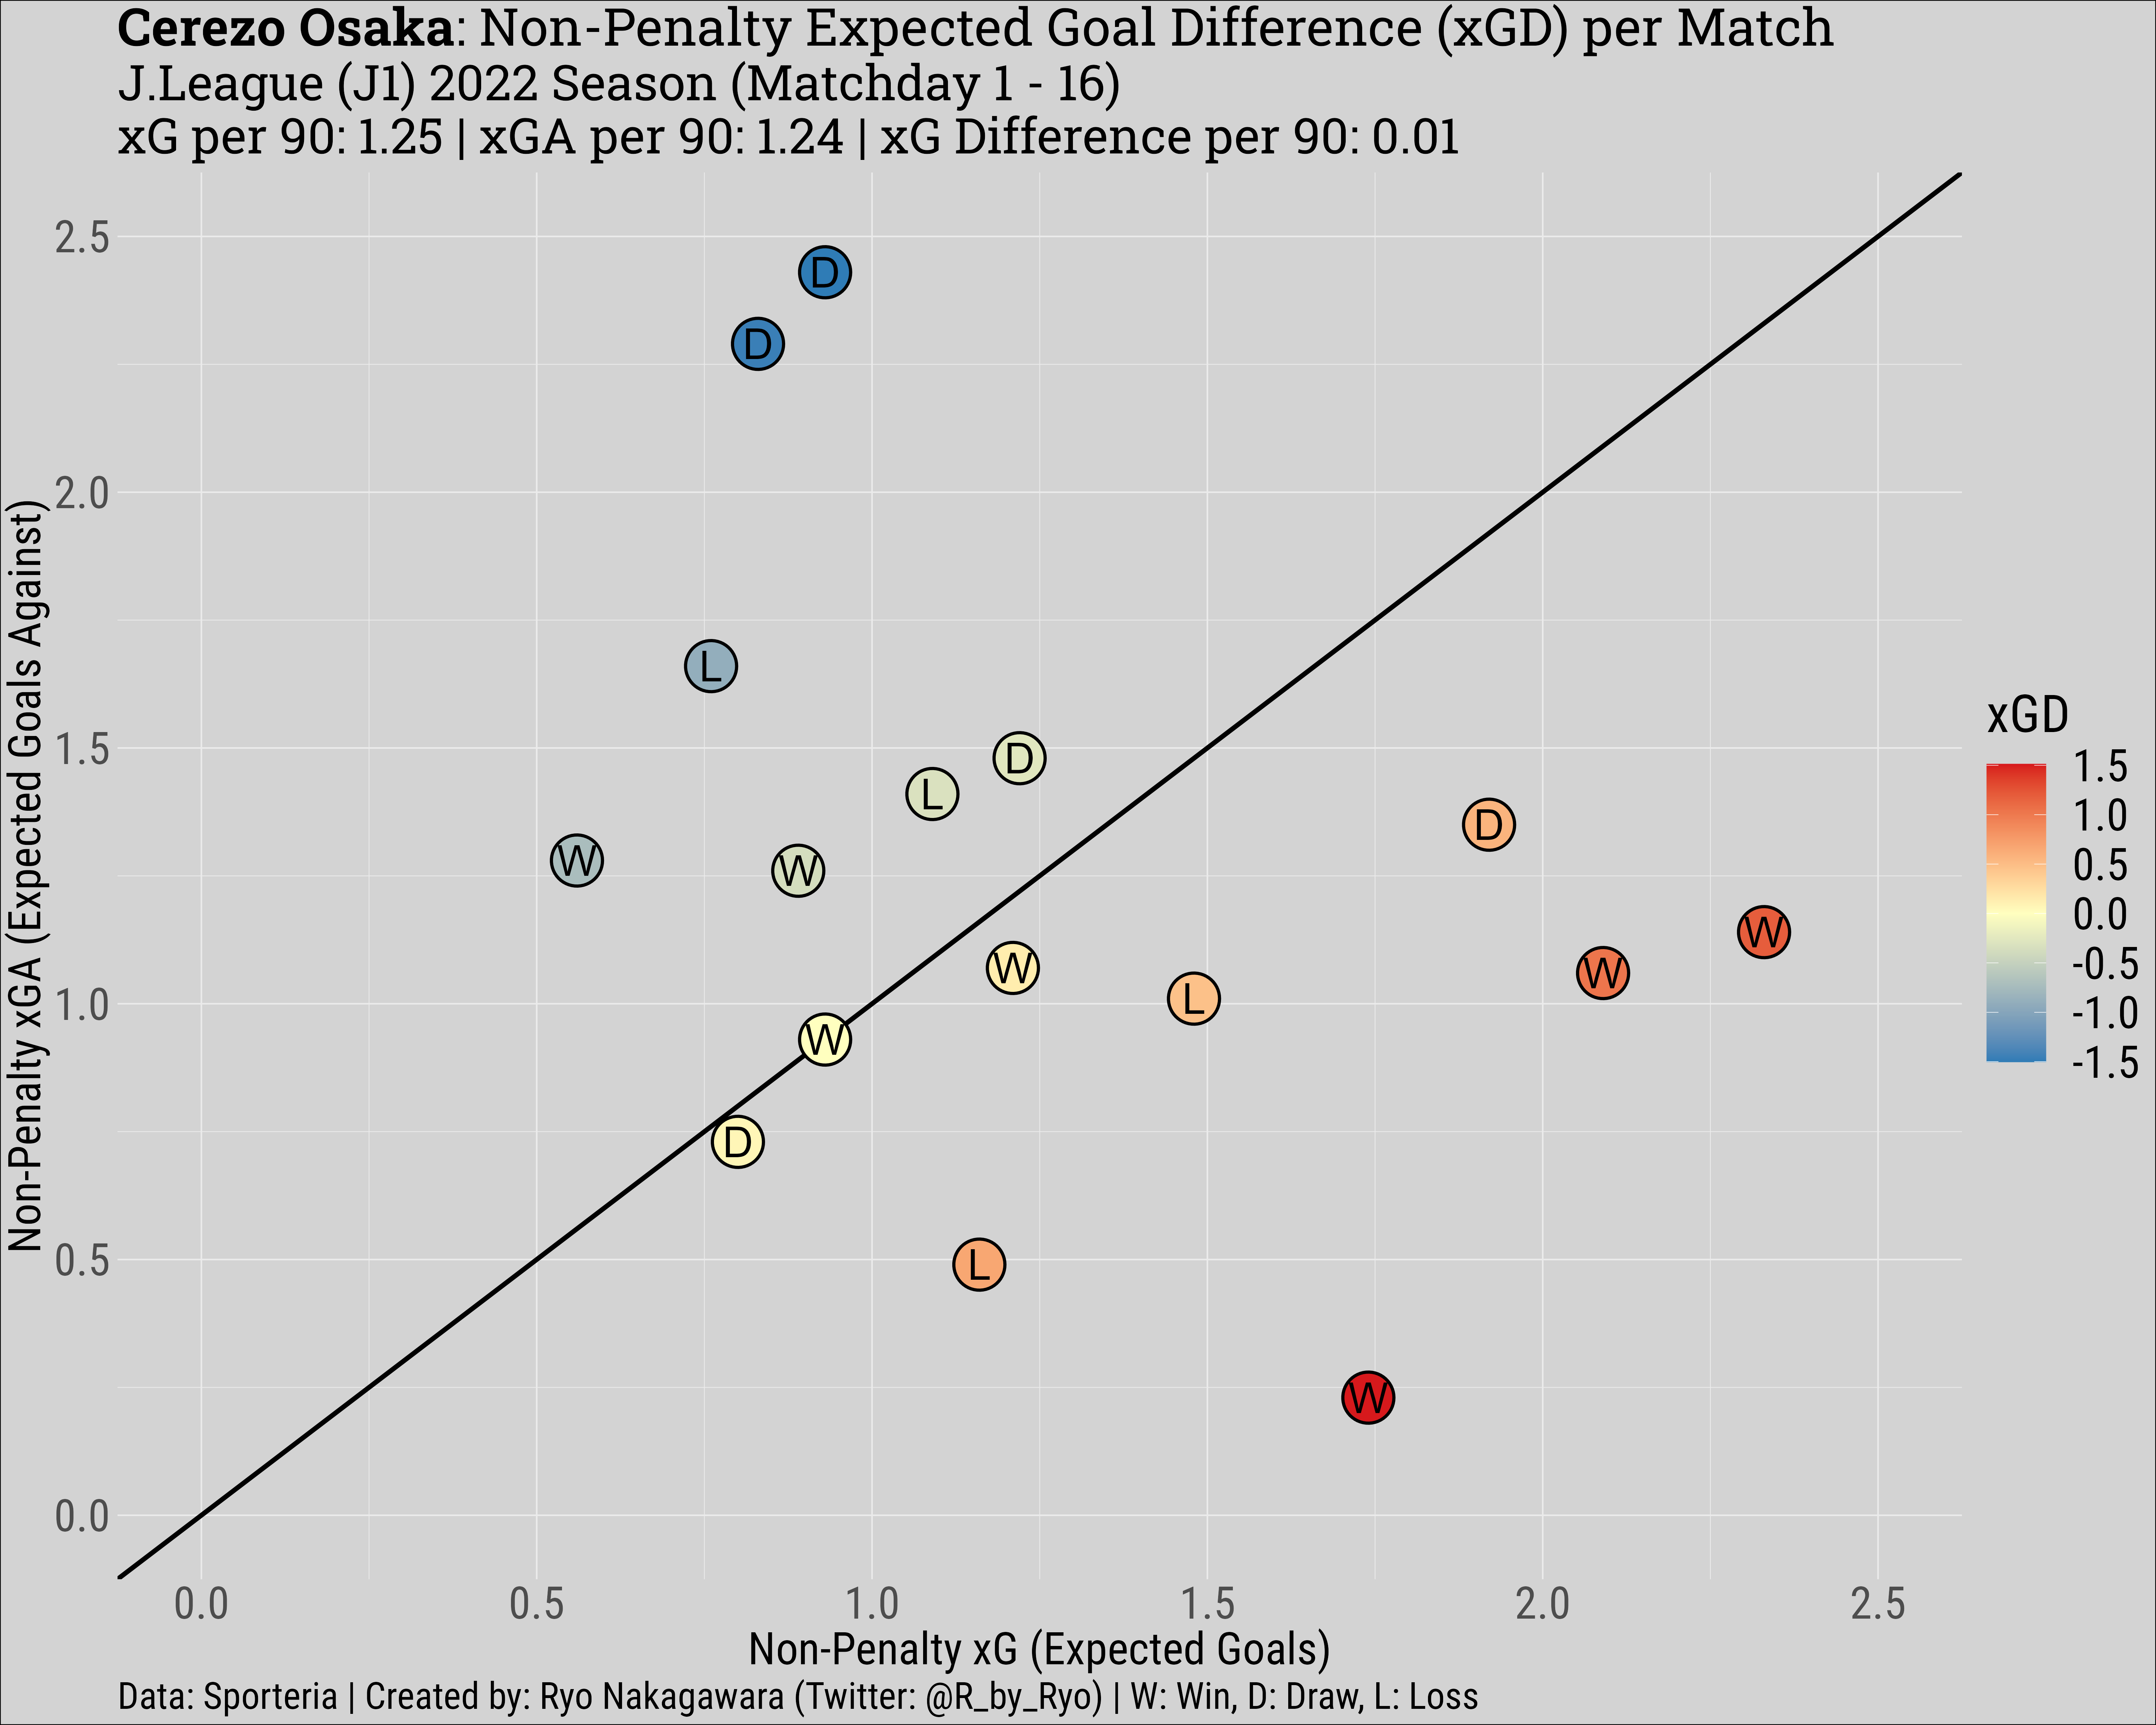 Cerezo Osaka: Non-Penalty Expected Goal Difference (xGD) per Match
J.League (J1) 2022 Season (Matchday 1 - 16)
xG per 90: 1.25 | xGA per 90: 1.24 | xG Difference per 90: 0.01
Non-Penalty xGA (Expected Goals Against)
2.5
2.0
1.5
1.0
0.5
0.0
D
D
L
D
L
D
W
W
W
W
W
L
W
D
L
W
xGD
1.5
1.0
0.5
0.0
-0.5
-1.0
-1.5
0.0 0.5 1.0 1.5 2.0 2.5
Non-Penalty xG (Expected Goals)
Data: Sporteria | Created by: Ryo Nakagawara (Twitter: @R_by_Ryo) | W: Win, D: Draw, L: Loss